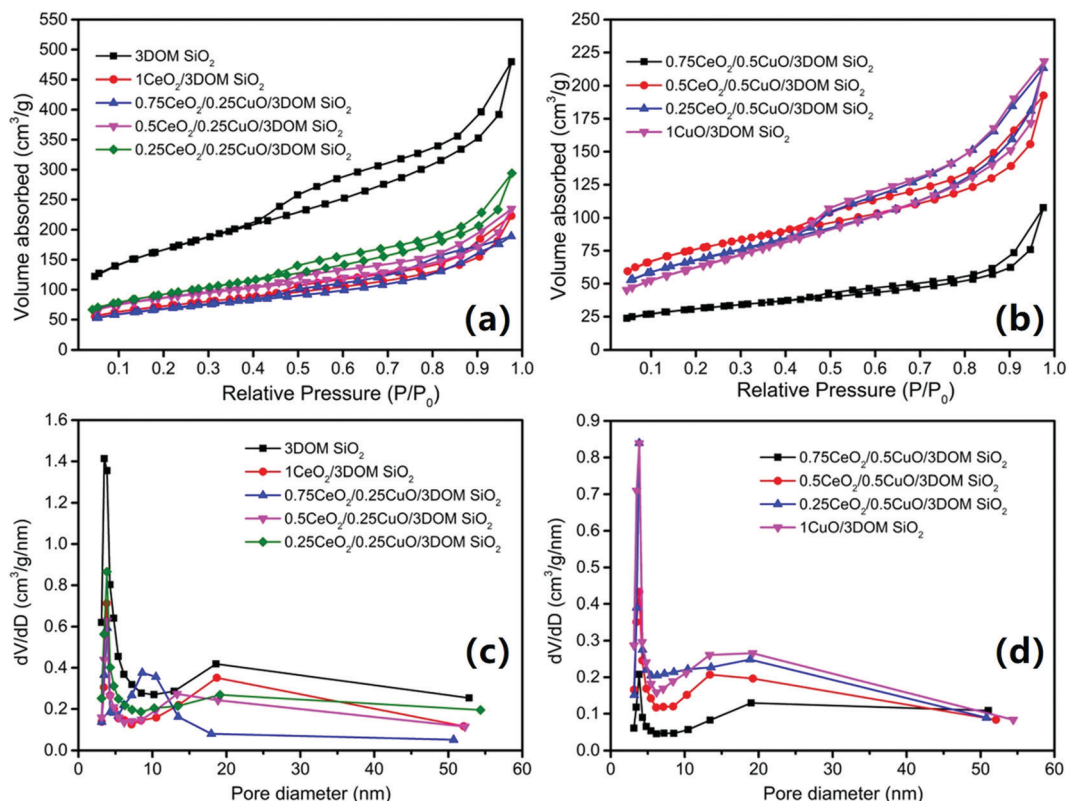 550
500
450
400
350
300
250
200
150
100
50
0
Volume absorbed (cm³/g)
3DOM SiO₂
1CeO₂/3DOM SiO₂
0.75CeO₂/0.25CuO/3DOM SiO₂
0.5CeO₂/0.25CuO/3DOM SiO₂
0.25CeO₂/0.25CuO/3DOM SiO₂
(a)
0.1 0.2 0.3 0.4 0.5 0.6 0.7 0.8 0.9 1.0
Relative Pressure (P/P₀)
250
225
200
175
150
125
100
75
50
25
0
Volume absorbed (cm³/g)
0.75CeO₂/0.5CuO/3DOM SiO₂
0.5CeO₂/0.5CuO/3DOM SiO₂
0.25CeO₂/0.5CuO/3DOM SiO₂
1CuO/3DOM SiO₂
(b)
0.1 0.2 0.3 0.4 0.5 0.6 0.7 0.8 0.9 1.0
Relative Pressure (P/P₀)
1.6
1.4
1.2
1.0
0.8
0.6
0.4
0.2
0.0
dV/dD (cm³/g/nm)
3DOM SiO₂
1CeO₂/3DOM SiO₂
0.75CeO₂/0.25CuO/3DOM SiO₂
0.5CeO₂/0.25CuO/3DOM SiO₂
0.25CeO₂/0.25CuO/3DOM SiO₂
(c)
0 10 20 30 40 50 60
Pore diameter (nm)
0.9
0.8
0.7
0.6
0.5
0.4
0.3
0.2
0.1
0.0
dV/dD (cm³/g/nm)
0.75CeO₂/0.5CuO/3DOM SiO₂
0.5CeO₂/0.5CuO/3DOM SiO₂
0.25CeO₂/0.5CuO/3DOM SiO₂
1CuO/3DOM SiO₂
(d)
0 10 20 30 40 50 60
Pore diameter (nm)